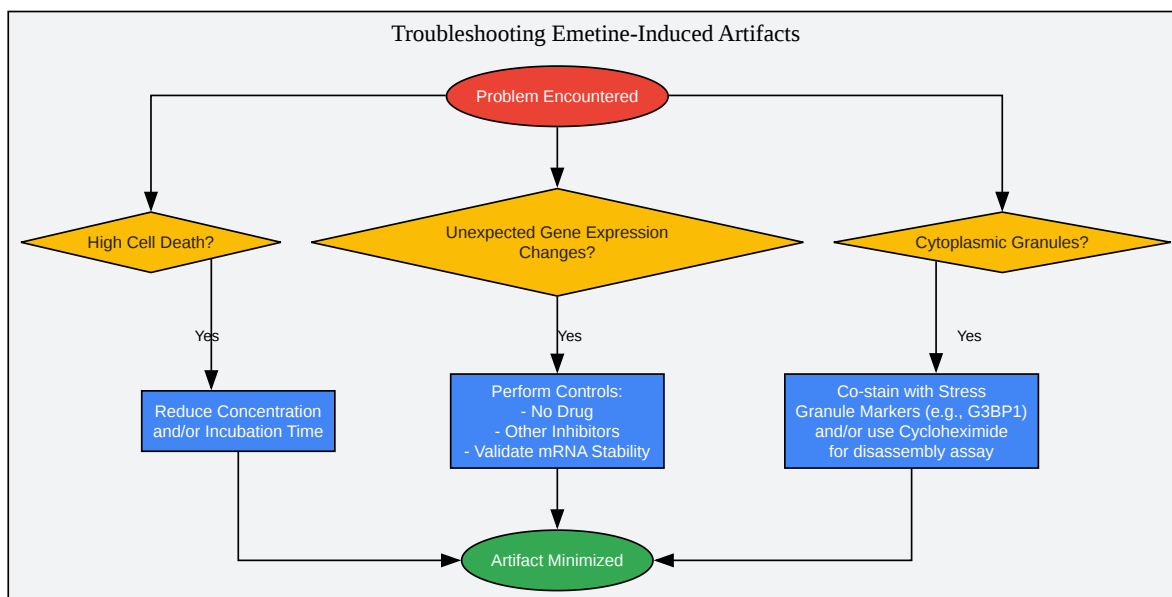 Troubleshooting Emetine-Induced Artifacts
Problem Encountered
High Cell Death?
Unexpected Gene Expression
Changes?
Cytoplasmic Granules?
Yes
Yes
Yes
Reduce Concentration
and/or Incubation Time
Perform Controls:
- No Drug
- Other Inhibitors
- Validate mRNA Stability
Co-stain with Stress
Granule Markers (e.g., G3BP1)
and/or use Cycloheximide
for disassembly assay
Artifact Minimized